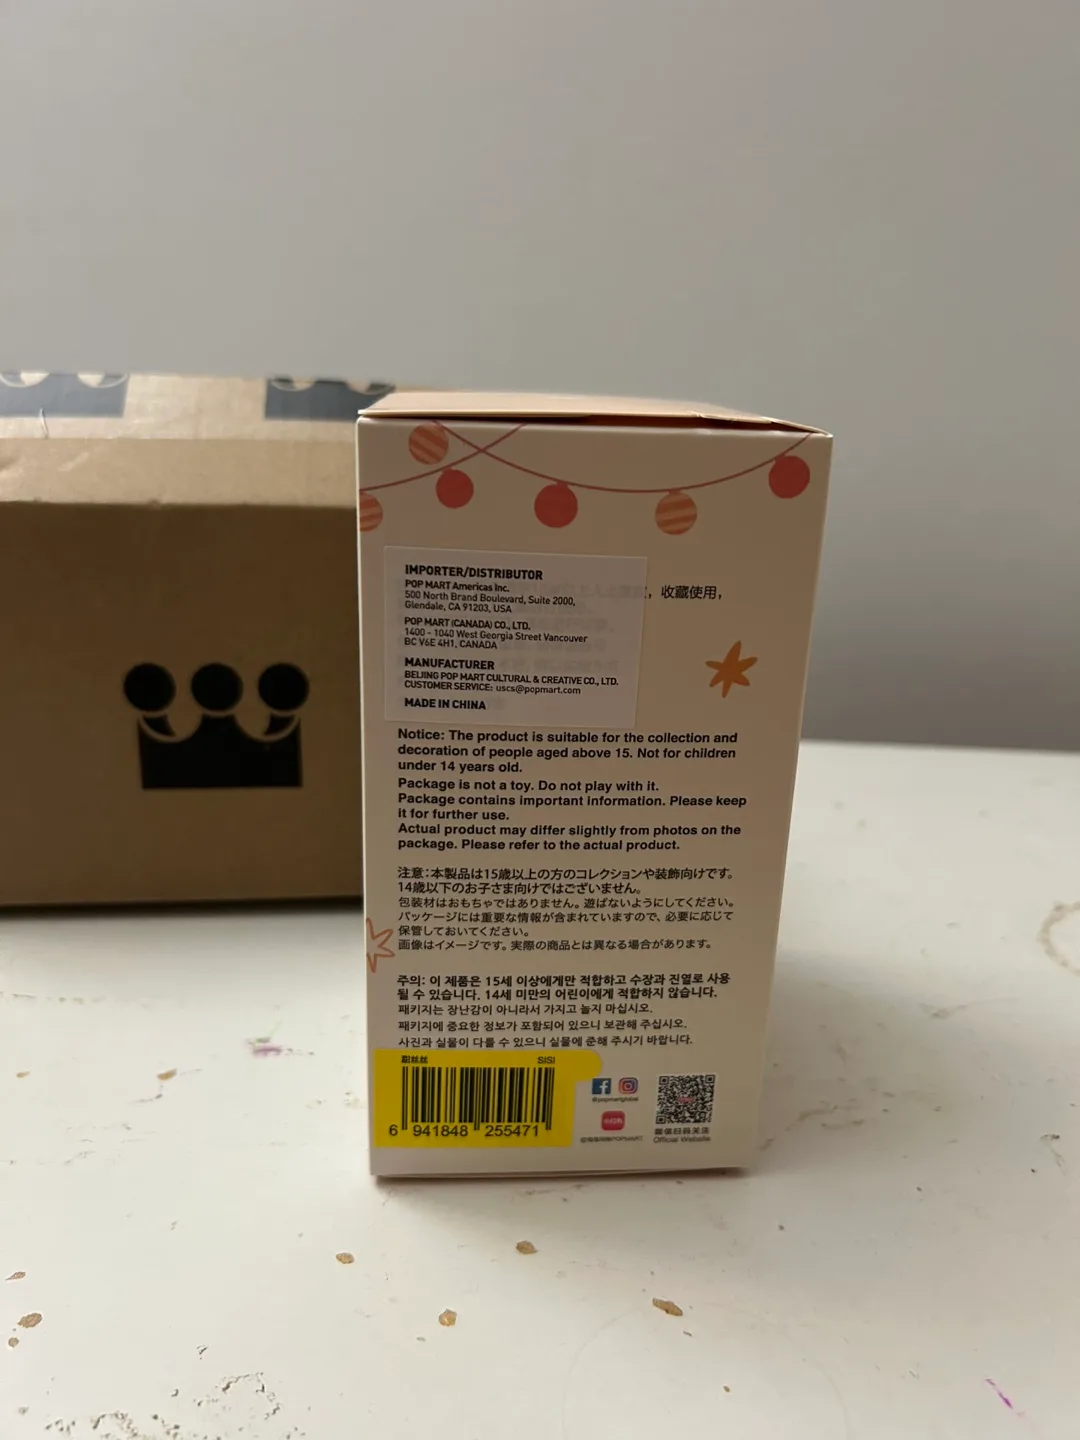 IMPORTER/DISTRIBUTOR
POP MART Americas Inc.
500 North Brand Boulevard, Suite 2000,
Glendale, CA 91203, USA
POP MART (CANADA) CO., LTD.
1400 - 1040 West Georgia Street Vancouver
BC V6E 4H1, CANADA
MANUFACTURER
BEIJING POP MART CULTURAL & CREATIVE CO., LTD.
CUSTOMER SERVICE: uscs@popmart.com
MADE IN CHINA
，收藏使用，
Notice: The product is suitable for the collection and
decoration of people aged above 15. Not for children
under 14 years old.
Package is not a toy. Do not play with it.
Package contains important information. Please keep
it for further use.
Actual product may differ slightly from photos on the
package. Please refer to the actual product.
注意：本製品は15歳以上の方のコレクションや装飾向けです。
14歳以下のお子さま向けではございません。
包装材はおもちゃではありません。遊ばないようにしてください。
パッケージには重要な情報が含まれていますので、必要に応じて
保管しておいてください。
画像はイメージです。実際の商品とは異なる場合があります。
주의: 이 제품은 15세 이상에게만 적합하고 수장과 진열로 사용
될 수 있습니다. 14세 미만의 어린이에게 적합하지 않습니다.
패키지는 장난감이 아니라서 가지고 놀지 마십시오.
패키지에 중요한 정보가 포함되어 있으니 보관해 주십시오.
사진과 실물이 다를 수 있으니 실물에 준해 주시기 바랍니다.
丝丝 SISI
6 941848 255471
@popmartglobal
小红书
POPMART
Official Website